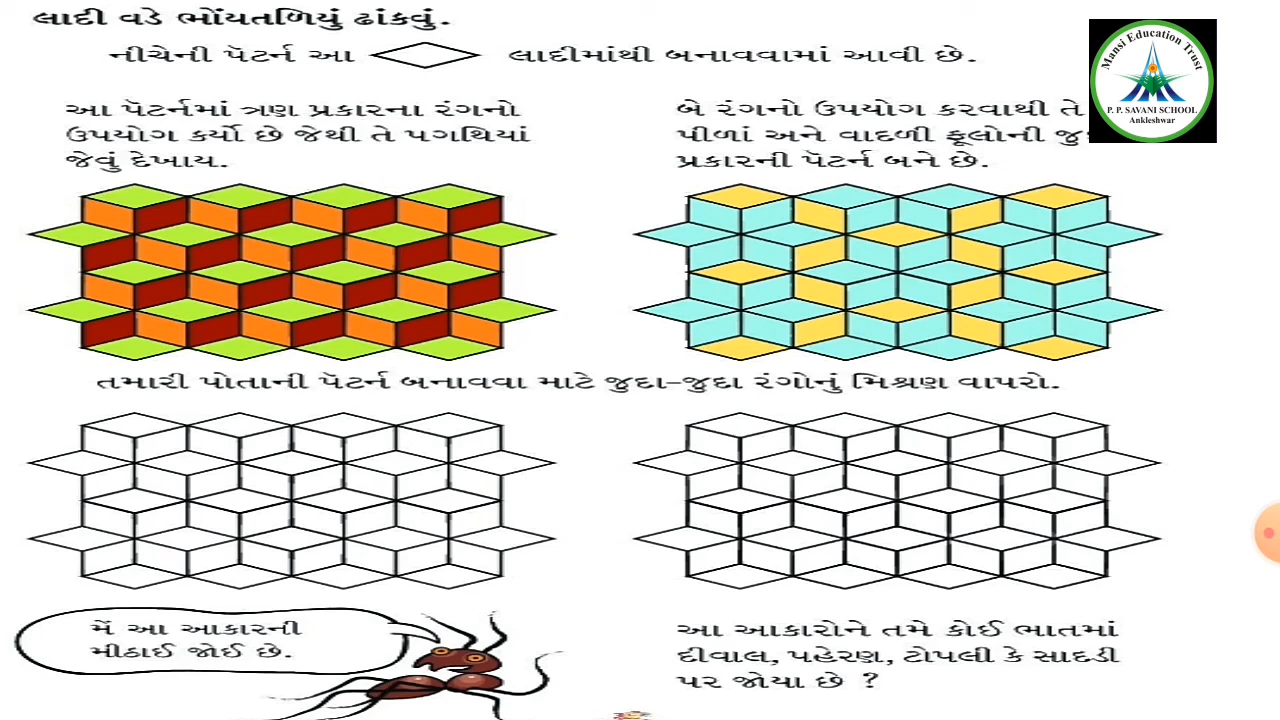 લાદી વડે ભોંયતળિયું ઢાંકવું.
નીચેની પૅટર્ન આ લાદીમાંથી બનાવવામાં આવી છે.
આ પૅટર્નમાં ત્રણ પ્રકારના રંગનો
ઉપયોગ કર્યો છે જેથી તે પગથિયાં
જેવું દેખાય.
બે રંગનો ઉપયોગ કરવાથી તે
પીળાં અને વાદળી ફૂલોની
પ્રકારની પૅટર્ન બને છે.
Mansi Education Trust
P. P. SAVANI SCHOOL
Ankleshwar
તમારી પોતાની પૅટર્ન બનાવવા માટે જુદા-જુદા રંગોનું મિશ્રણ વાપરો.
મેં આ આકારની
મીઠાઈ જોઈ છે.
આ આકારોને તમે કોઈ ભાતમાં
દીવાલ, પહેરણ, ટોપલી કે સાદડી
પર જોયા છે ?